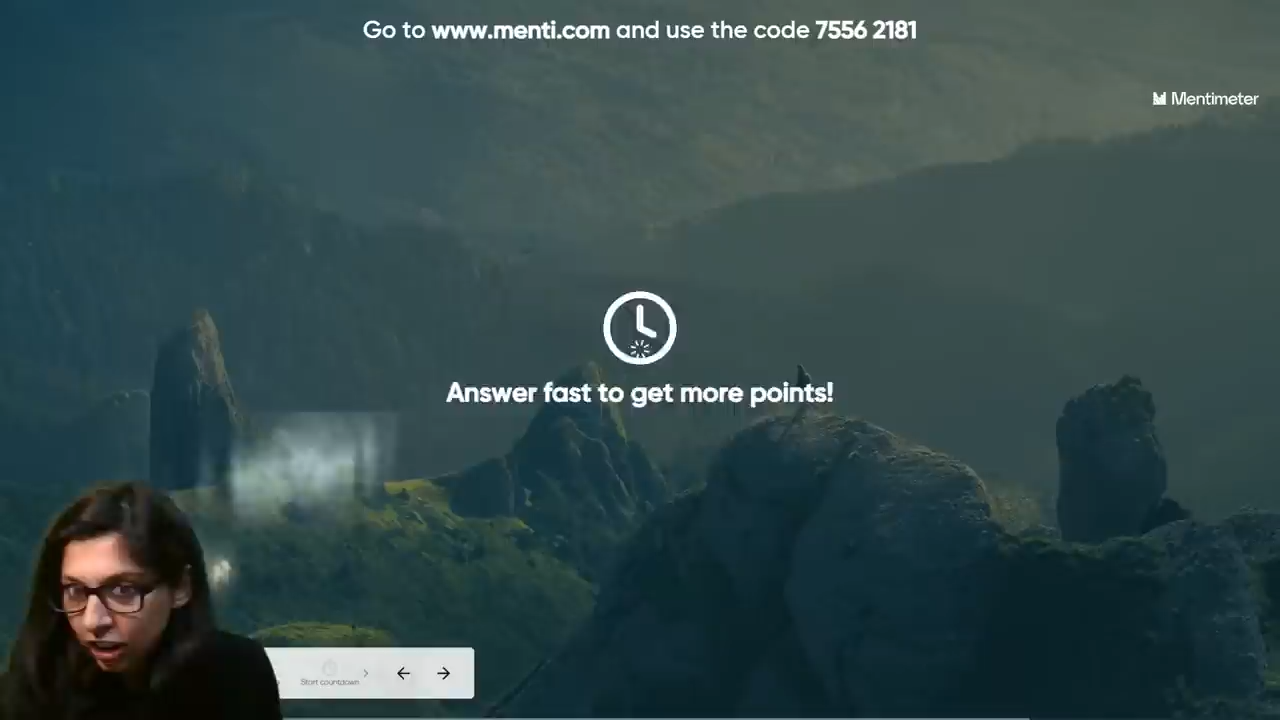 Go to www.menti.com and use the code 7556 2181
Mentimeter
Answer fast to get more points!
Start countdown